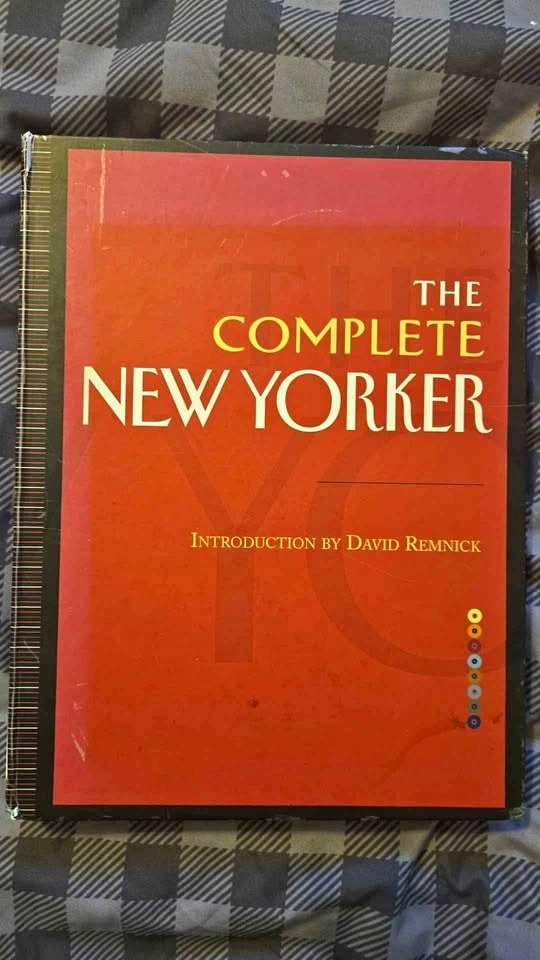 THE
COMPLETE
NEW YORKER
INTRODUCTION BY DAVID REMNICK